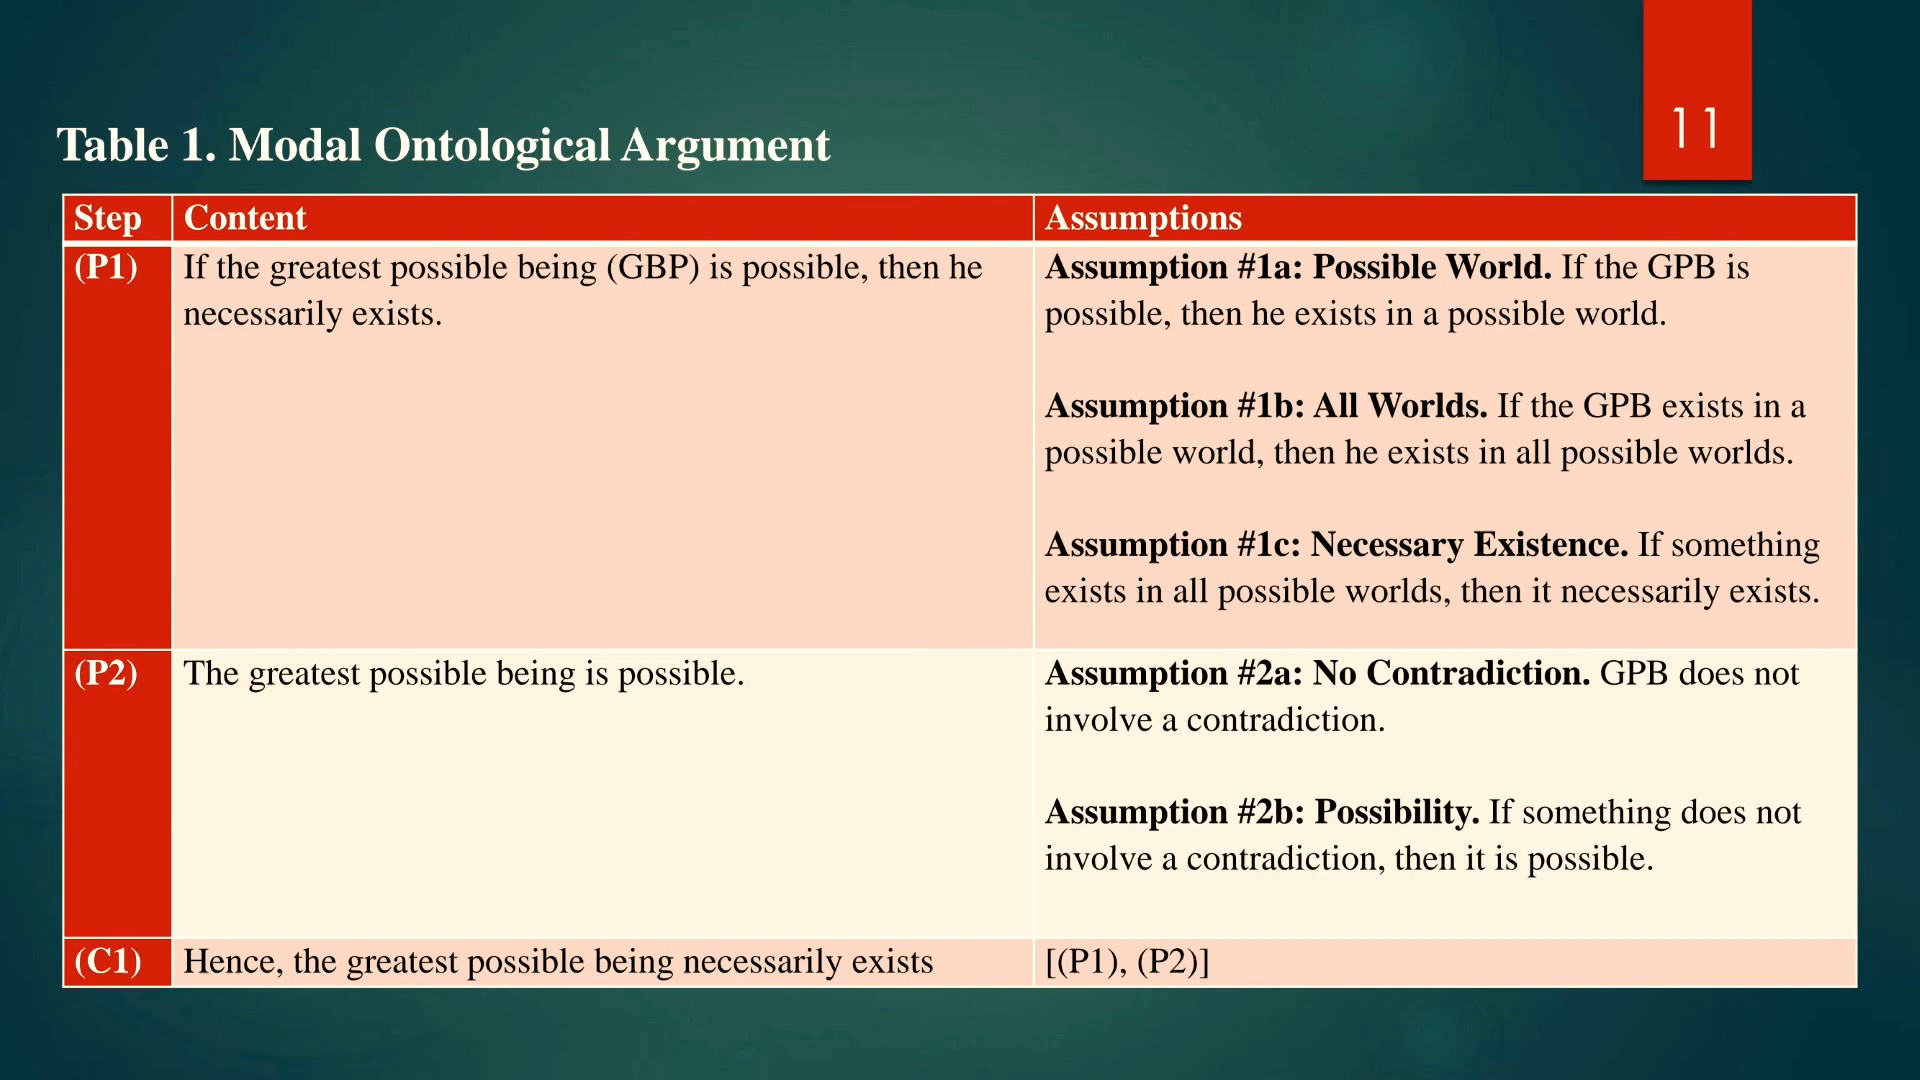 11
Table 1. Modal Ontological Argument
Step Content Assumptions
(P1) If the greatest possible being (GBP) is possible, then he
necessarily exists.
Assumption #1a: Possible World. If the GPB is
possible, then he exists in a possible world.
Assumption #1b: All Worlds. If the GPB exists in a
possible world, then he exists in all possible worlds.
Assumption #1c: Necessary Existence. If something
exists in all possible worlds, then it necessarily exists.
(P2) The greatest possible being is possible.
Assumption #2a: No Contradiction. GPB does not
involve a contradiction.
Assumption #2b: Possibility. If something does not
involve a contradiction, then it is possible.
(C1) Hence, the greatest possible being necessarily exists [(P1), (P2)]